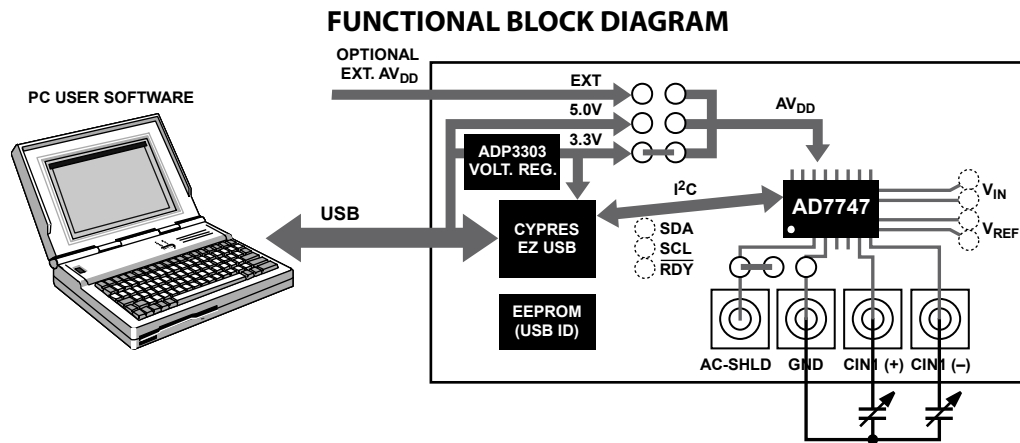 FUNCTIONAL BLOCK DIAGRAM
OPTIONAL
EXT. AVDD
PC USER SOFTWARE
EXT
5.0V
3.3V
AVDD
ADP3303
VOLT. REG.
I²C
USB
CYPRES
EZ USB
SDA
SCL
RDY
AD7747
VIN
VREF
EEPROM
(USB ID)
AC-SHLD
GND
CIN1 (+)
CIN1 (–)